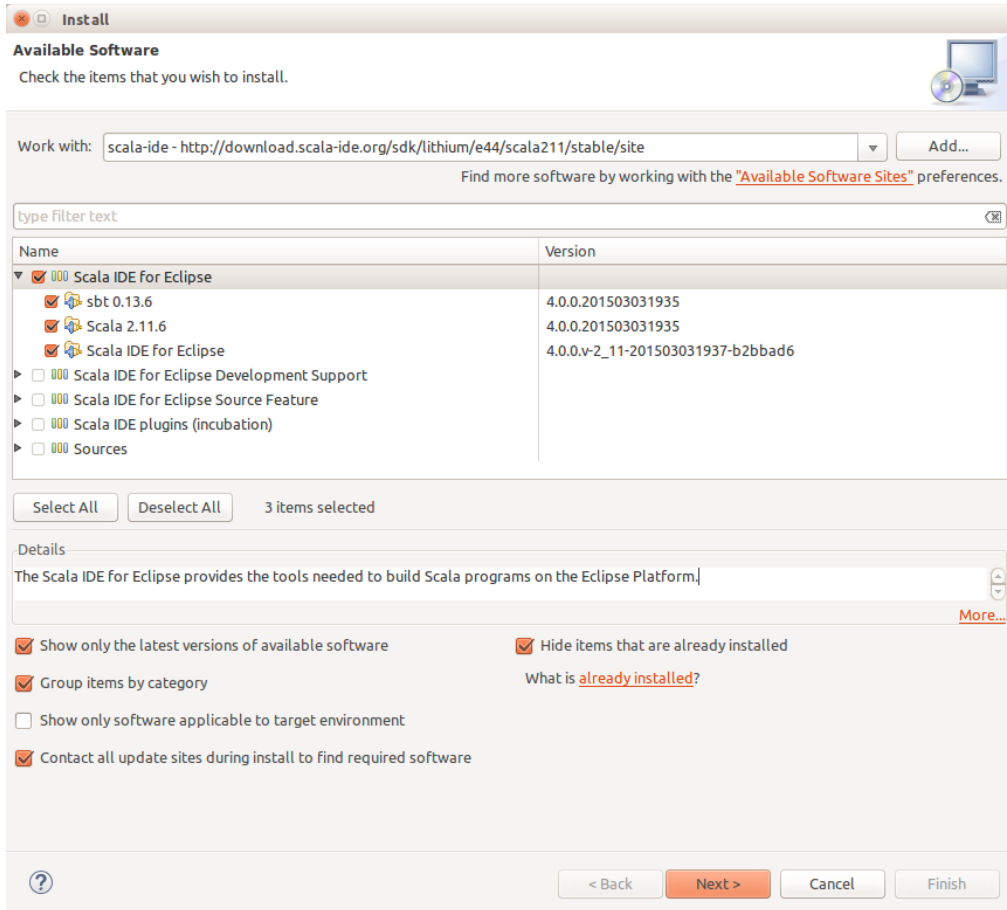 Install
Available Software
Check the items that you wish to install.
Work with: scala-ide - http://download.scala-ide.org/sdk/lithium/e44/scala211/stable/site Add...
Find more software by working with the "Available Software Sites" preferences.
type filter text
Name Version
Scala IDE for Eclipse
sbt 0.13.6 4.0.0.201503031935
Scala 2.11.6 4.0.0.201503031935
Scala IDE for Eclipse 4.0.0.v-2_11-201503031937-b2bbad6
Scala IDE for Eclipse Development Support
Scala IDE for Eclipse Source Feature
Scala IDE plugins (incubation)
Sources
Select All Deselect All 3 items selected
Details
The Scala IDE for Eclipse provides the tools needed to build Scala programs on the Eclipse Platform.
More...
Show only the latest versions of available software Hide items that are already installed
Group items by category What is already installed?
Show only software applicable to target environment
Contact all update sites during install to find required software
? < Back Next > Cancel Finish